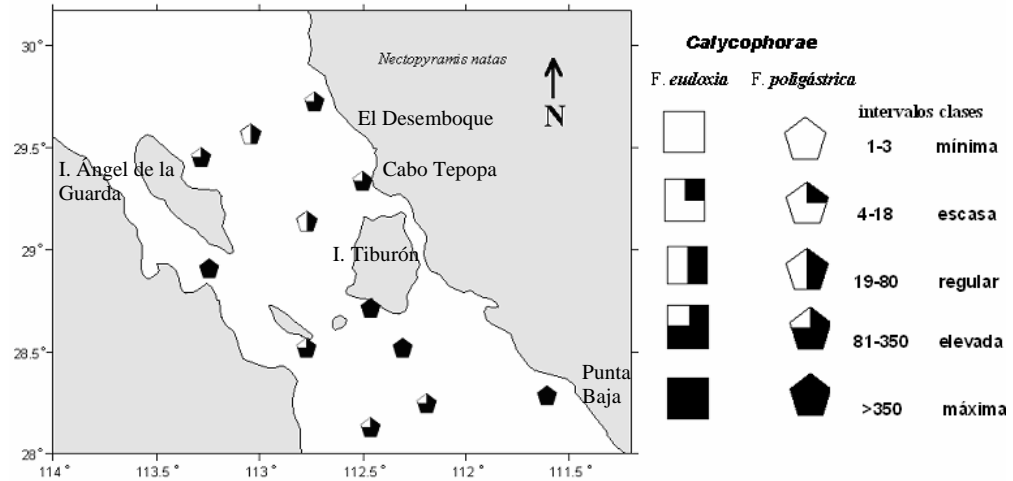 30°
29.5°
29°
28.5°
28°
114°
113.5°
113°
112.5°
112°
111.5°
Nectopyramis natas
N
El Desemboque
Cabo Tepopa
I. Ángel de la
Guarda
I. Tiburón
Punta
Baja
Calycophorae
F. eudoxia F. poligástrica
intervalos clases
1-3 mínima
4-18 escasa
19-80 regular
81-350 elevada
>350 máxima